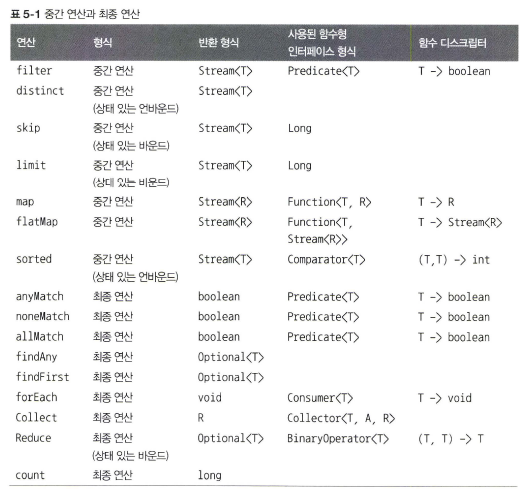 표 5-1 중간 연산과 최종 연산
연산 형식 반환 형식 사용된 함수형 인터페이스 형식 함수 디스크립터
filter 중간 연산 Stream<T> Predicate<T> T -> boolean
distinct 중간 연산 Stream<T>
(상태 있는 언바운드)
skip 중간 연산 Stream<T> Long
(상태 있는 바운드)
limit 중간 연산 Stream<T> Long
(상태 있는 바운드)
map 중간 연산 Stream<R> Function<T, R> T -> R
flatMap 중간 연산 Stream<R> Function<T, T -> Stream<R>
Stream<R>>
sorted 중간 연산 Stream<T> Comparator<T> (T,T) -> int
(상태 있는 언바운드)
anyMatch 최종 연산 boolean Predicate<T> T -> boolean
noneMatch 최종 연산 boolean Predicate<T> T -> boolean
allMatch 최종 연산 boolean Predicate<T> T -> boolean
findAny 최종 연산 Optional<T>
findFirst 최종 연산 Optional<T>
forEach 최종 연산 void Consumer<T> T -> void
Collect 최종 연산 R Collector<T, A, R>
Reduce 최종 연산 Optional<T> BinaryOperator<T> (T, T) -> T
(상태 있는 바운드)
count 최종 연산 long